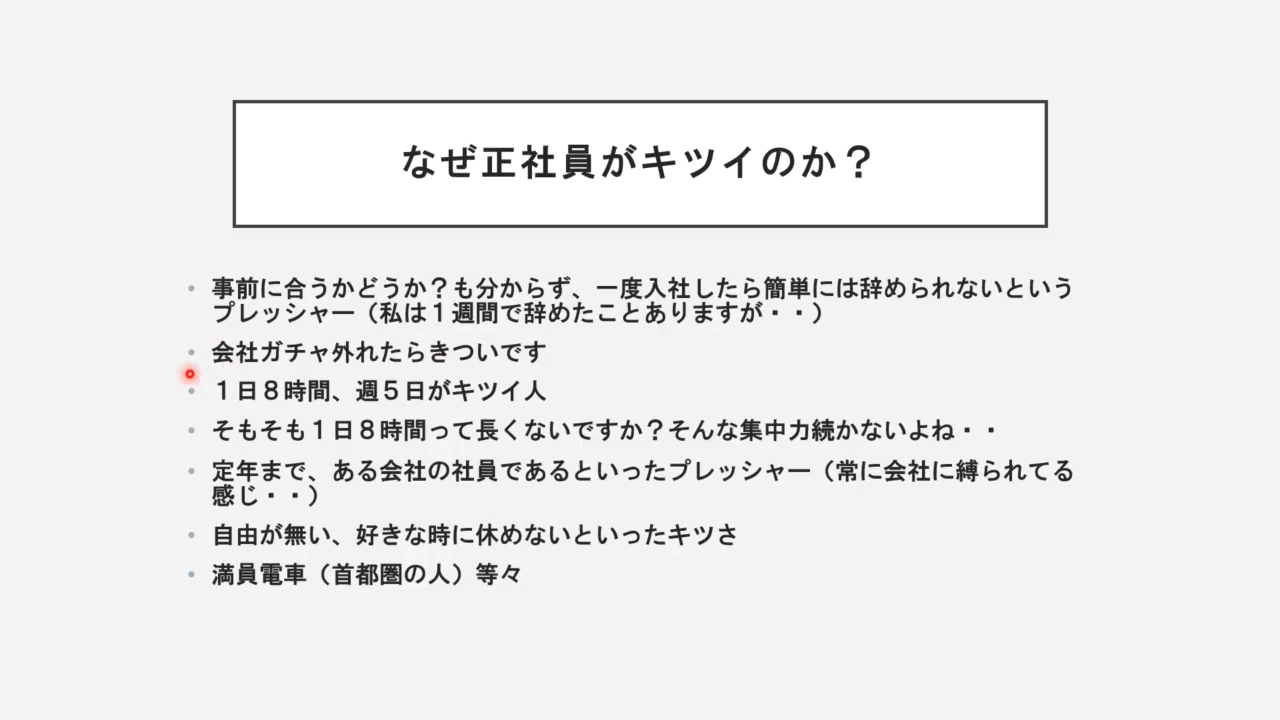 なぜ正社員がキツイのか？
• 事前に合うかどうか？も分からず、一度入社したら簡単には辞められないという
プレッシャー（私は１週間で辞めたことありますが・・）
• 会社ガチャ外れたらきついです
• １日８時間、週５日がキツイ人
• そもそも１日８時間って長くないですか？そんな集中力続かないよね・・
• 定年まで、ある会社の社員であるといったプレッシャー（常に会社に縛られてる
感じ・・）
• 自由が無い、好きな時に休めないといったキツさ
• 満員電車（首都圏の人）等々